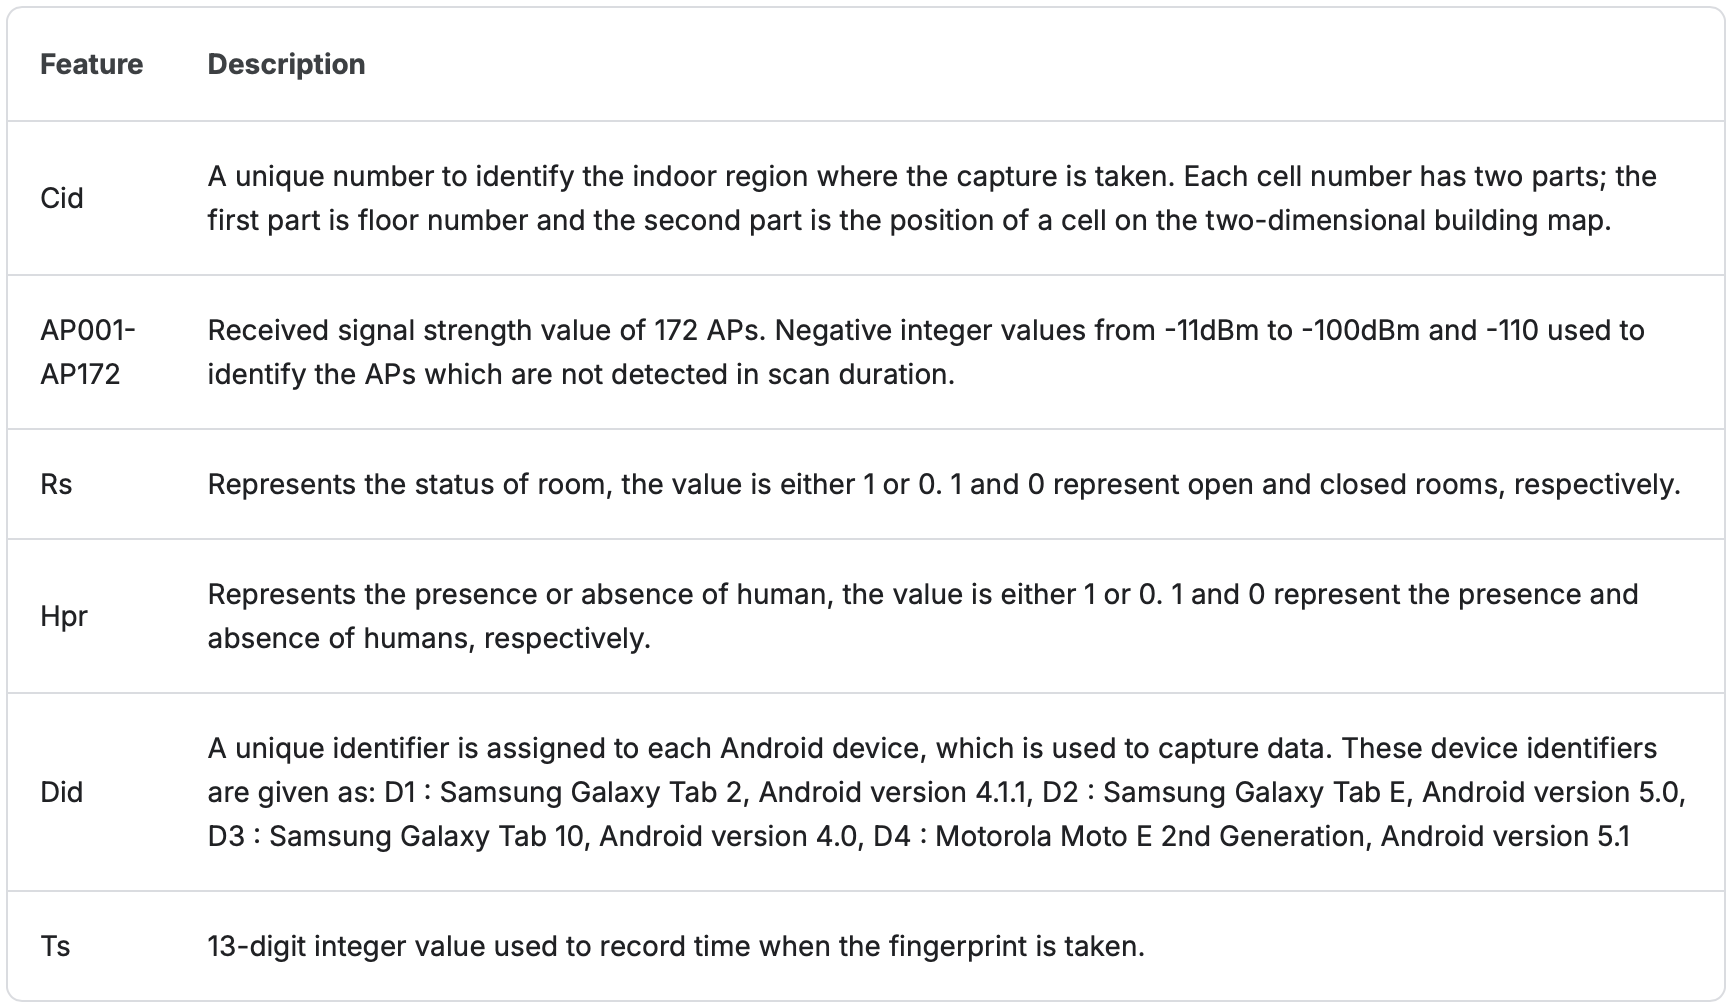 Feature Description
Cid
A unique number to identify the indoor region where the capture is taken. Each cell number has two parts; the
first part is floor number and the second part is the position of a cell on the two-dimensional building map.
AP001-
AP172
Received signal strength value of 172 APs. Negative integer values from -11dBm to -100dBm and -110 used to
identify the APs which are not detected in scan duration.
Rs
Represents the status of room, the value is either 1 or 0. 1 and 0 represent open and closed rooms, respectively.
Hpr
Represents the presence or absence of human, the value is either 1 or 0. 1 and 0 represent the presence and
absence of humans, respectively.
Did
A unique identifier is assigned to each Android device, which is used to capture data. These device identifiers
are given as: D1 : Samsung Galaxy Tab 2, Android version 4.1.1, D2 : Samsung Galaxy Tab E, Android version 5.0,
D3 : Samsung Galaxy Tab 10, Android version 4.0, D4 : Motorola Moto E 2nd Generation, Android version 5.1
Ts
13-digit integer value used to record time when the fingerprint is taken.